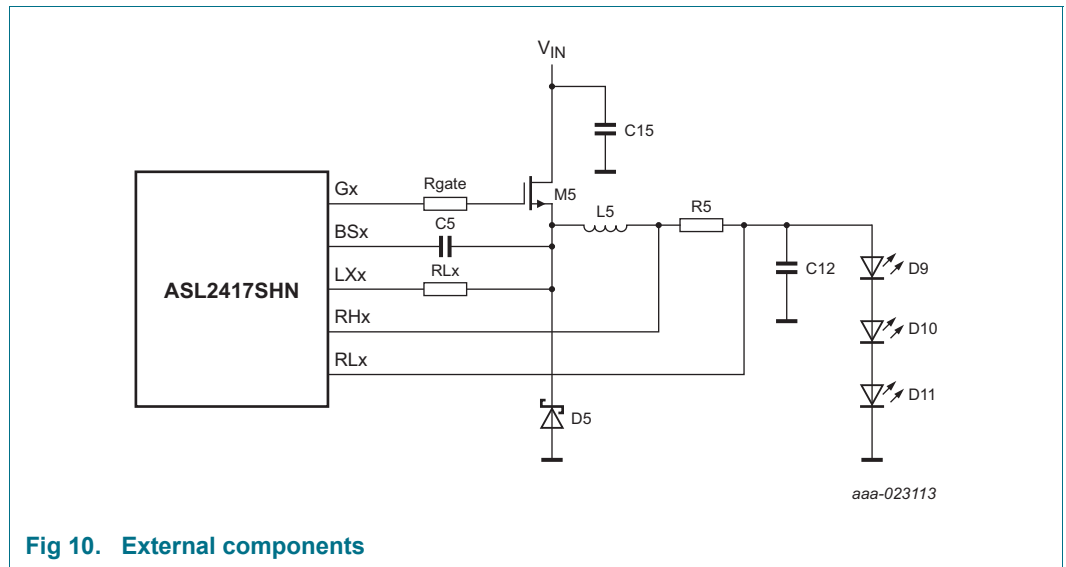 VIN
C15
Gx
Rgate
M5
BSx
C5
L5
R5
LXx
RLx
C12
D9
ASL2417SHN
RHx
D10
RLx
D11
D5
aaa-023113
Fig 10. External components